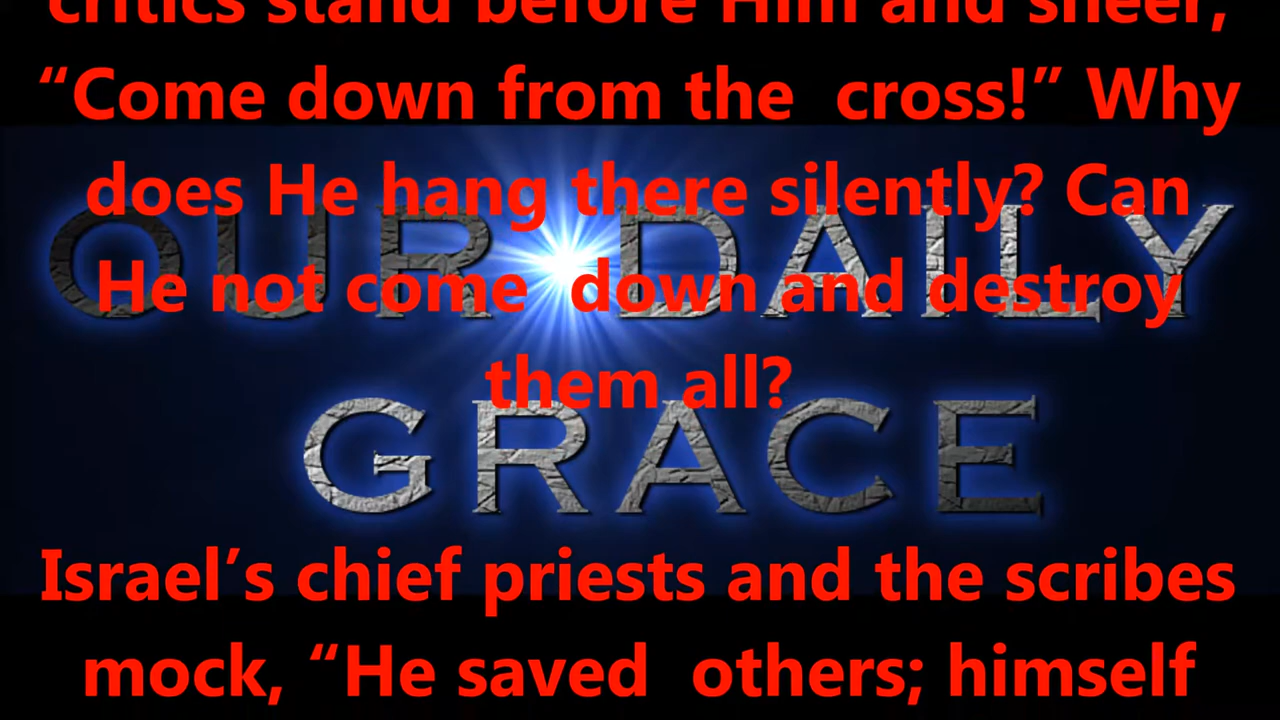 critics stand before Him and sneer,
“Come down from the cross!” Why
does He hang there silently? Can
OUR DAILY
He not come down and destroy
them all?
GRACE
Israel’s chief priests and the scribes
mock, “He saved others; himself